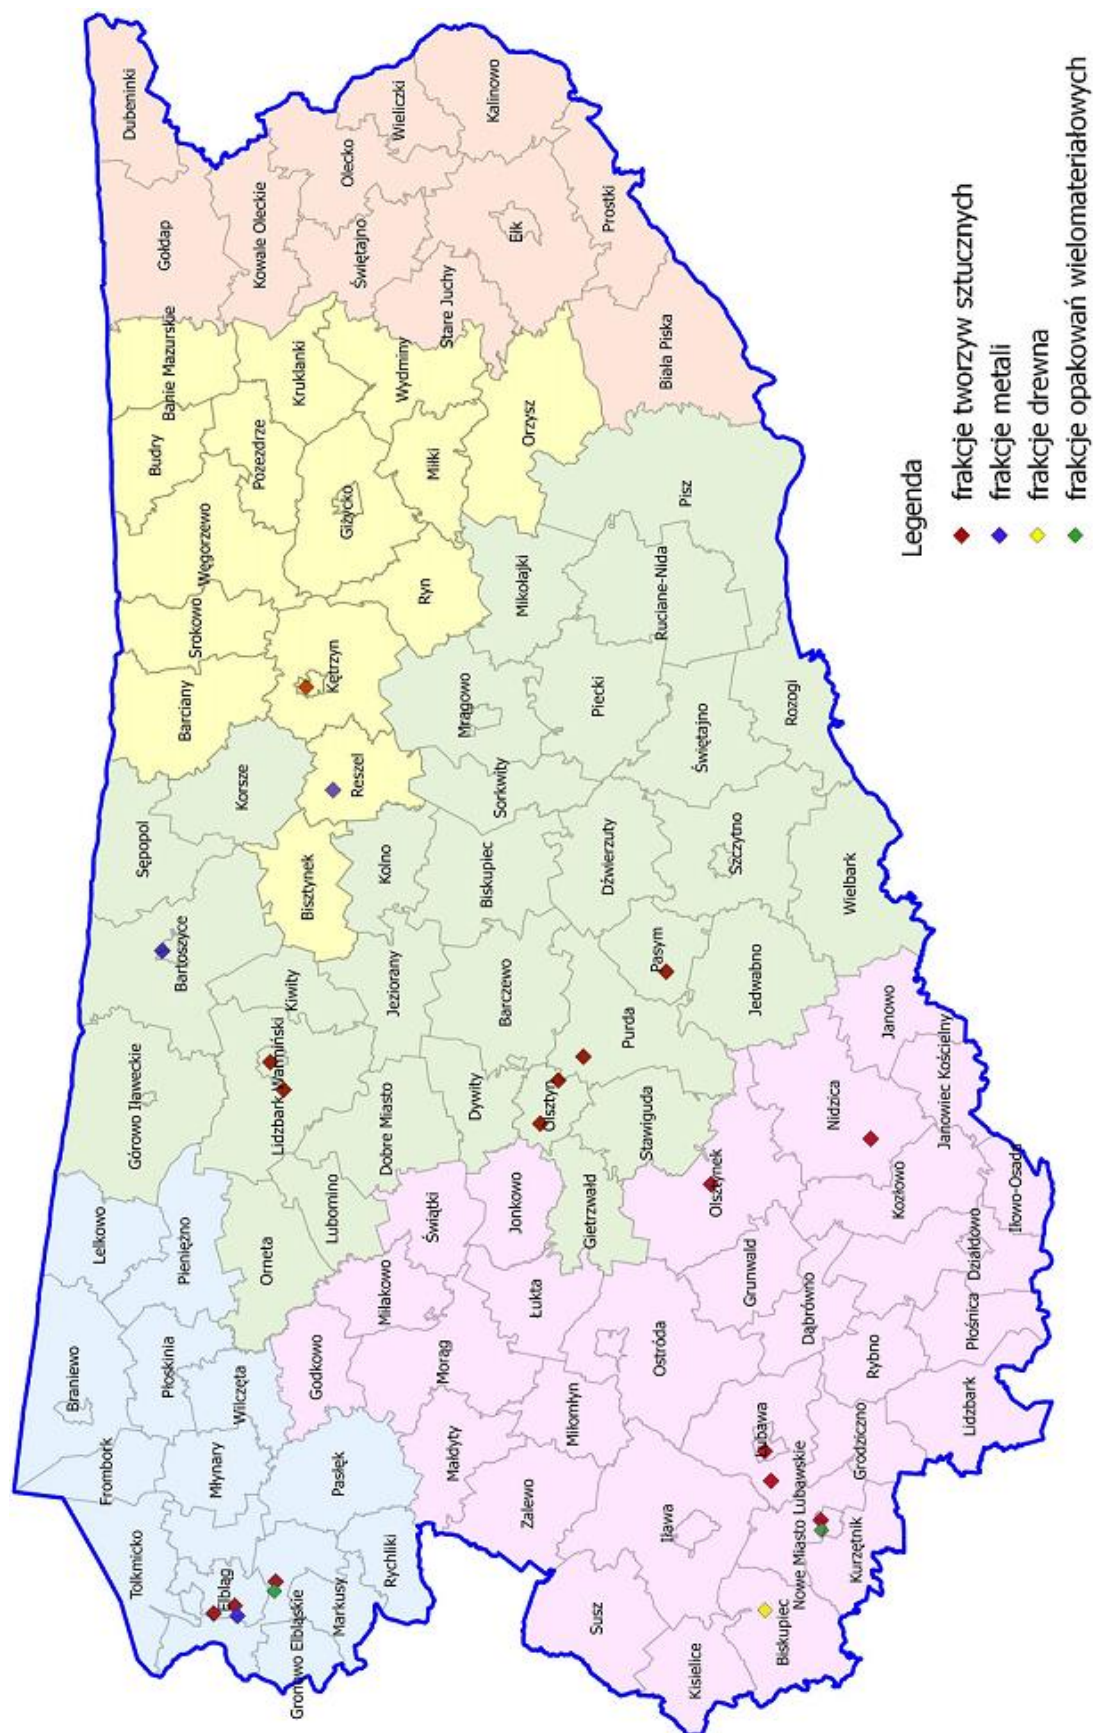 Braniewo
Frombork
Lelkowo
Dubeninki
Tolkmicko
Górowo Iławeckie
Sępopol
Budry
Banie Mazurskie
Gołdap
Płoskinia
Pieniężno
Bartoszyce
Barciany
Srokowo
Węgorzewo
Elbląg
Młynary
Wilczęta
Orneta
Lidzbark Warmiński
Kiwity
Korsze
Pozezdrze
Kowale Oleckie
Gronowo Elbląskie
Markusy
Pasłęk
Godkowo
Lubomino
Bisztynek
Reszel
Kętrzyn
Giżycko
Kruklanki
Świętajno
Olecko
Rychliki
Miłakowo
Dobre Miasto
Jeziorany
Kolno
Ryn
Miłki
Wydminy
Stare Juchy
Wieliczki
Małdyty
Morąg
Świątki
Dywity
Barczewo
Biskupiec
Sorkwity
Mrągowo
Mikołajki
Orzysz
Ełk
Kalinowo
Zalewo
Miłomłyn
Łukta
Jonkowo
Olsztyn
Gietrzwałd
Purda
Dźwierzuty
Piecki
Prostki
Susz
Iława
Ostróda
Stawiguda
Pasym
Ruciane-Nida
Pisz
Biała Piska
Kisielice
Lubawa
Grunwald
Olsztynek
Jedwabno
Szczytno
Świętajno
Rozogi
Biskupiec
Nowe Miasto Lubawskie
Dąbrówno
Nidzica
Wielbark
Kurzętnik
Grodziczno
Rybno
Kozłowo
Janowo
Lidzbark
Płośnica
Działdowo
Janowiec Kościelny
Iłowo-Osada
Legenda
frakcje tworzyw sztucznych
frakcje metali
frakcje drewna
frakcje opakowań wielomateriałowych